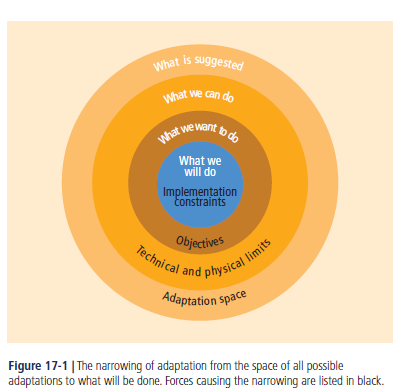 What is suggested
What we can do
What we want to do
What we
will do
Implementation
constraints
Objectives
Technical and physical limits
Adaptation space
Figure 17-1 | The narrowing of adaptation from the space of all possible
adaptations to what will be done. Forces causing the narrowing are listed in black.